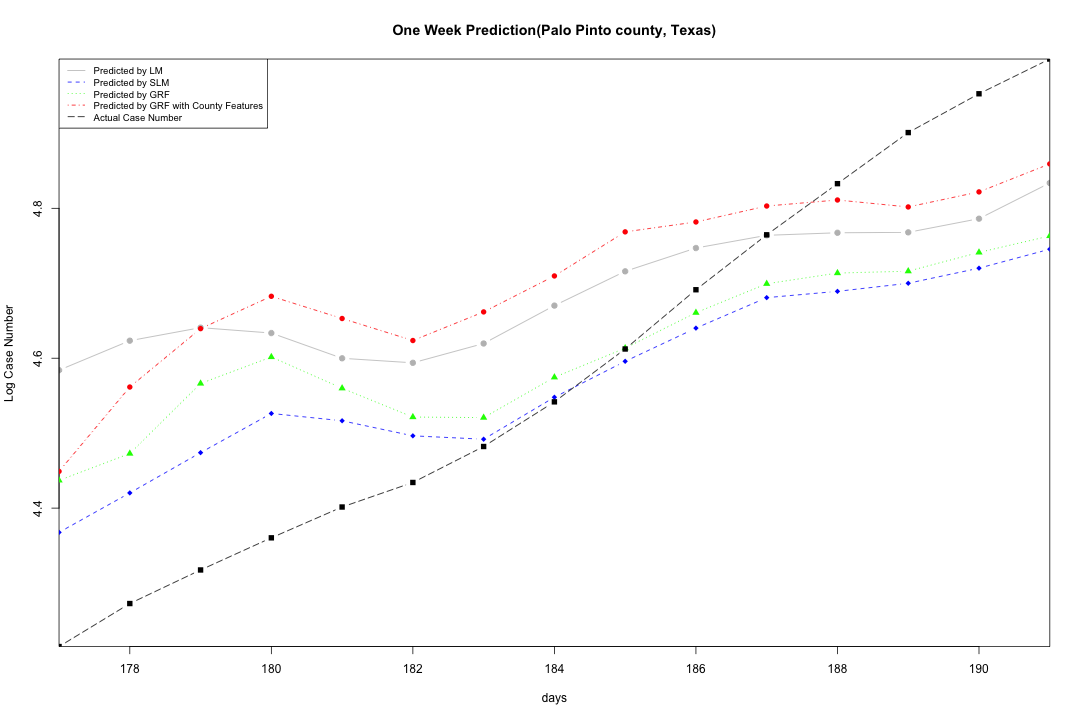 One Week Prediction(Palo Pinto county, Texas)
Predicted by LM
Predicted by SLM
Predicted by GRF
Predicted by GRF with County Features
Actual Case Number
Log Case Number
4.8
4.6
4.4
178 180 182 184 186 188 190
days